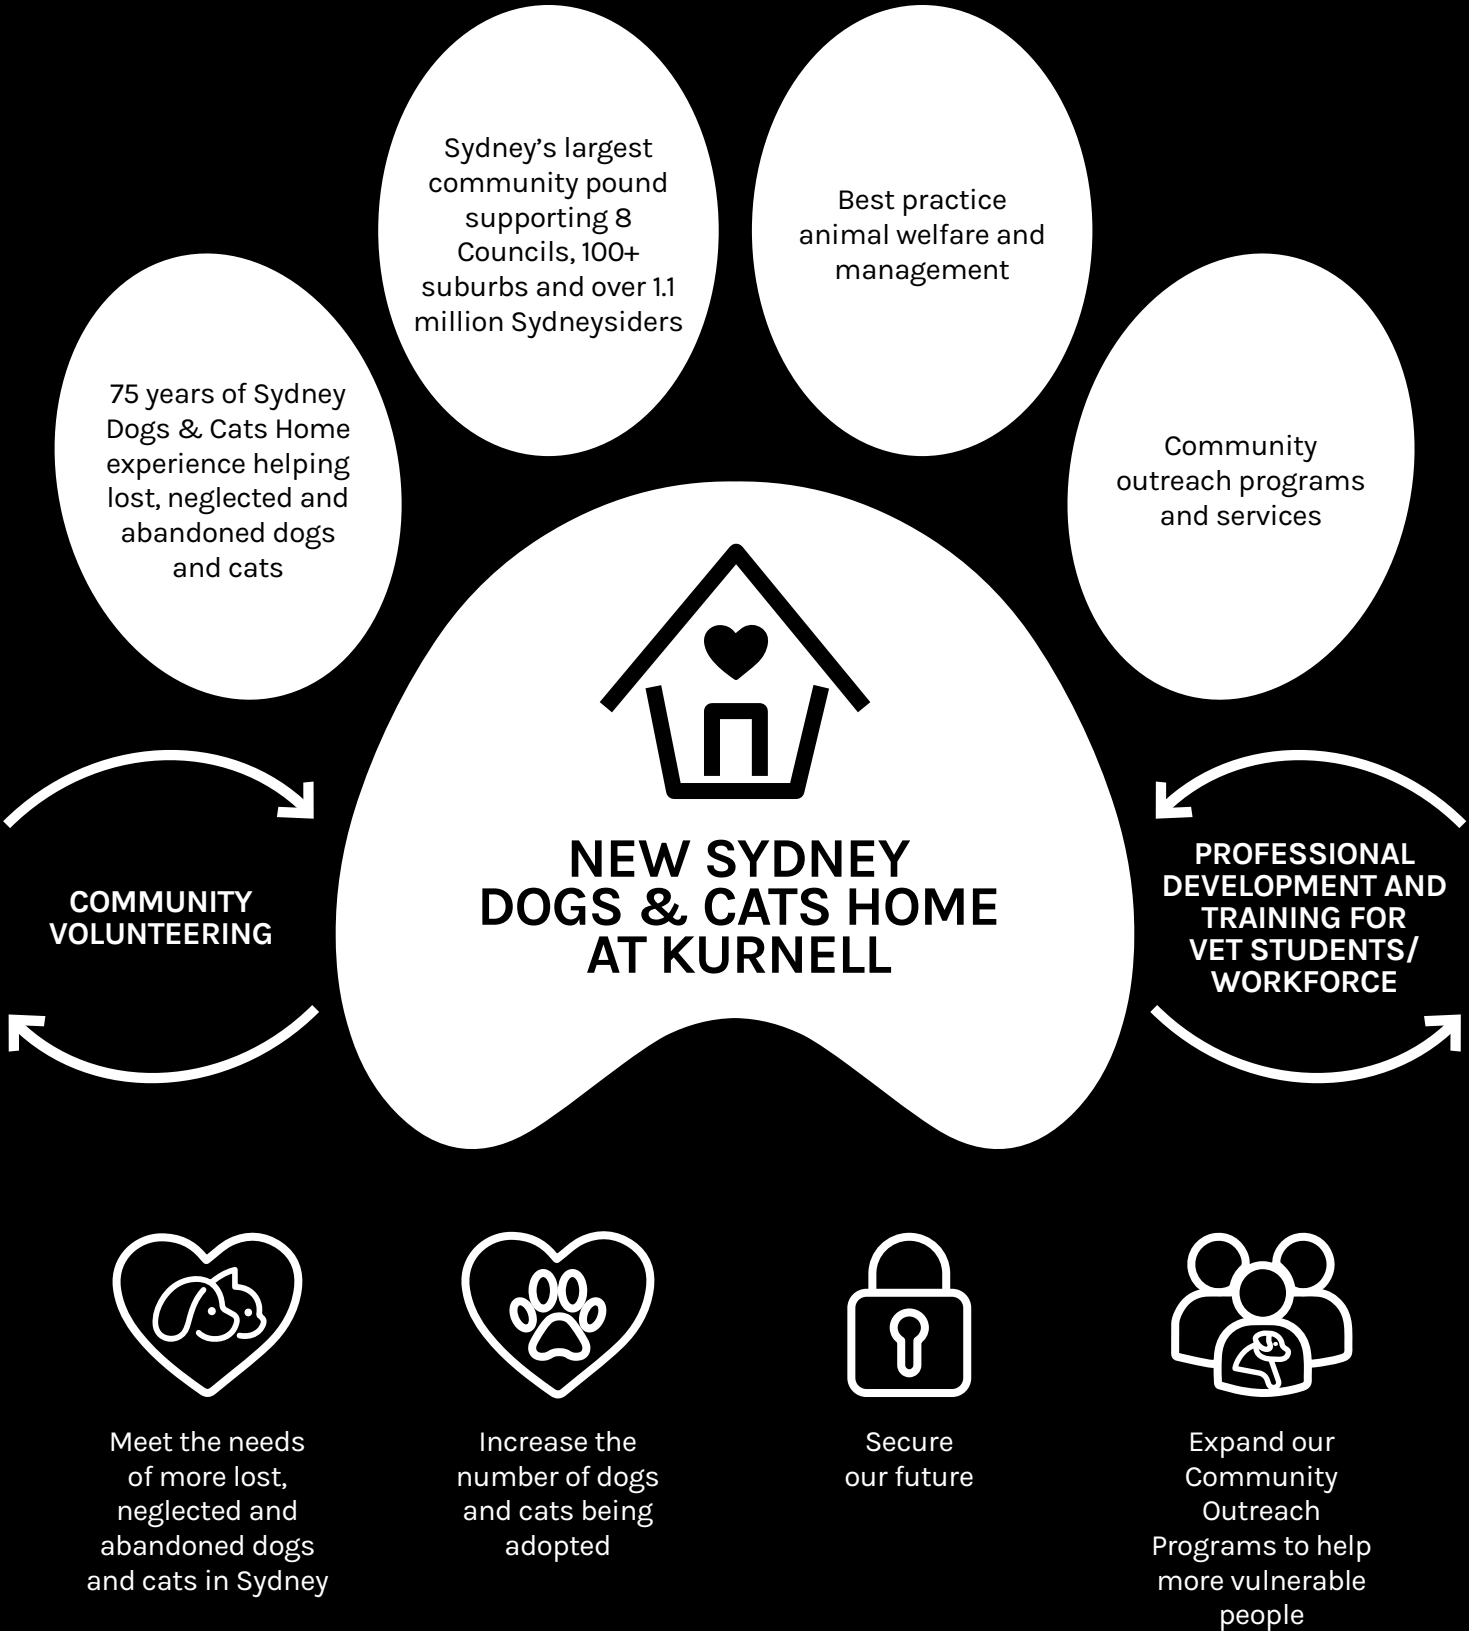 Sydney’s largest
community pound
supporting 8
Councils, 100+
suburbs and over 1.1
million Sydneysiders
Best practice
animal welfare and
management
75 years of Sydney
Dogs & Cats Home
experience helping
lost, neglected and
abandoned dogs
and cats
Community
outreach programs
and services
NEW SYDNEY
DOGS & CATS HOME
AT KURNELL
COMMUNITY
VOLUNTEERING
PROFESSIONAL
DEVELOPMENT AND
TRAINING FOR
VET STUDENTS/
WORKFORCE
Meet the needs
of more lost,
neglected and
abandoned dogs
and cats in Sydney
Increase the
number of dogs
and cats being
adopted
Secure
our future
Expand our
Community
Outreach
Programs to help
more vulnerable
people